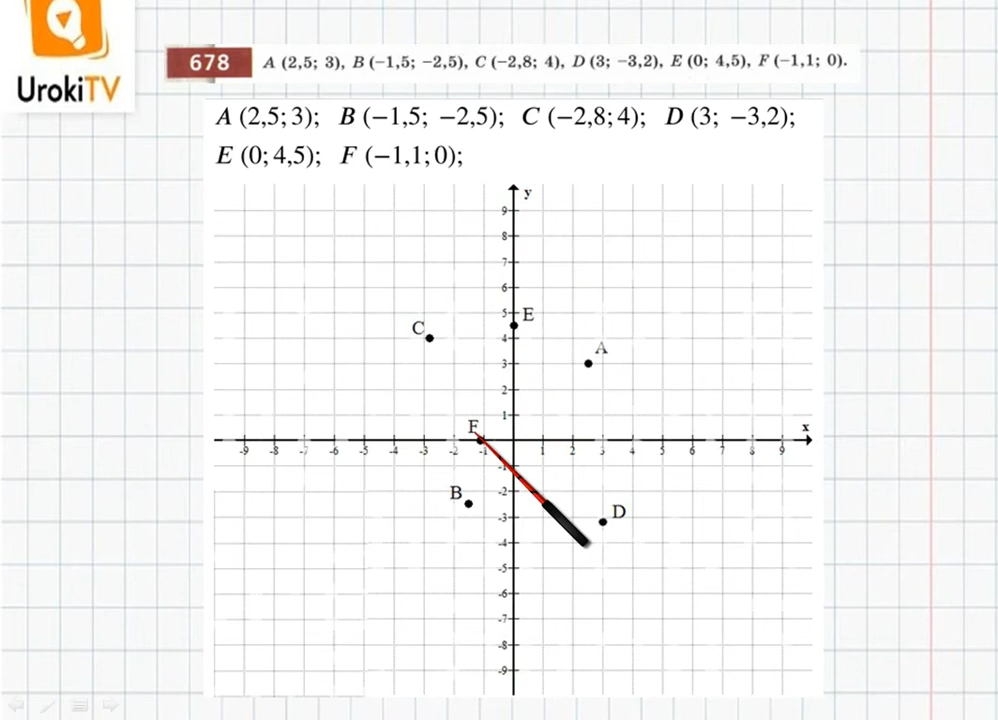 UrokiTV
678 A (2,5; 3), B (−1,5; −2,5), C (−2,8; 4), D (3; −3,2), E (0; 4,5), F (−1,1; 0).
A (2,5; 3); B (−1,5; −2,5); C (−2,8; 4); D (3; −3,2);
E (0; 4,5); F (−1,1; 0);
y
9
8
7
6
5 E
C
4
A
3
2
1
F x
-9 -8 -7 -6 -5 -4 -3 -2 -1 1 2 3 4 5 6 7 8 9
-1
-2
B
-3 D
-4
-5
-6
-7
-8
-9